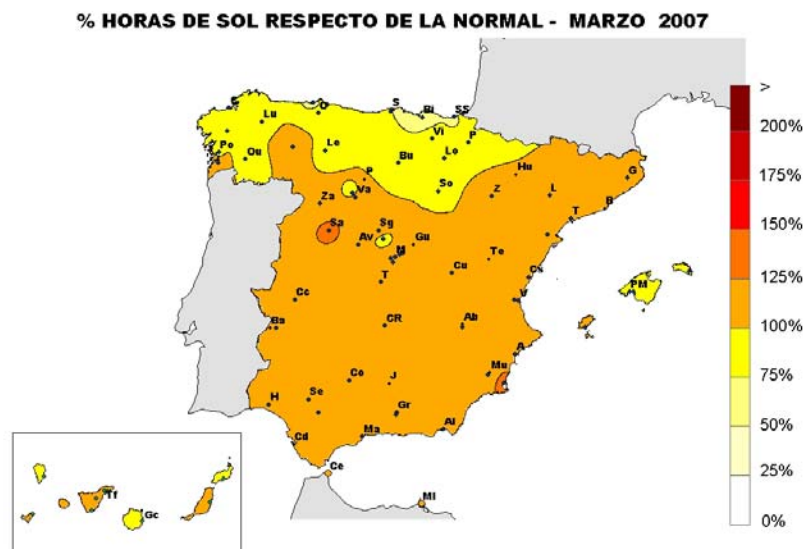 % HORAS DE SOL RESPECTO DE LA NORMAL - MARZO 2007
>
200%
175%
150%
125%
100%
75%
50%
25%
0%
C
Lu
O
S
Bi
SS
Po
Ou
Le
Vi
P
Bu
Lo
P
So
Hu
G
Za
Va
Z
L
B
T
Sa
Sg
Av
Gu
M
Te
T
Cu
Cs
PM
Cc
V
Ba
CR
Ab
A
Mu
Co
J
H
Se
Gr
Al
Ma
Cd
Ce
Ml
Tf
Gc